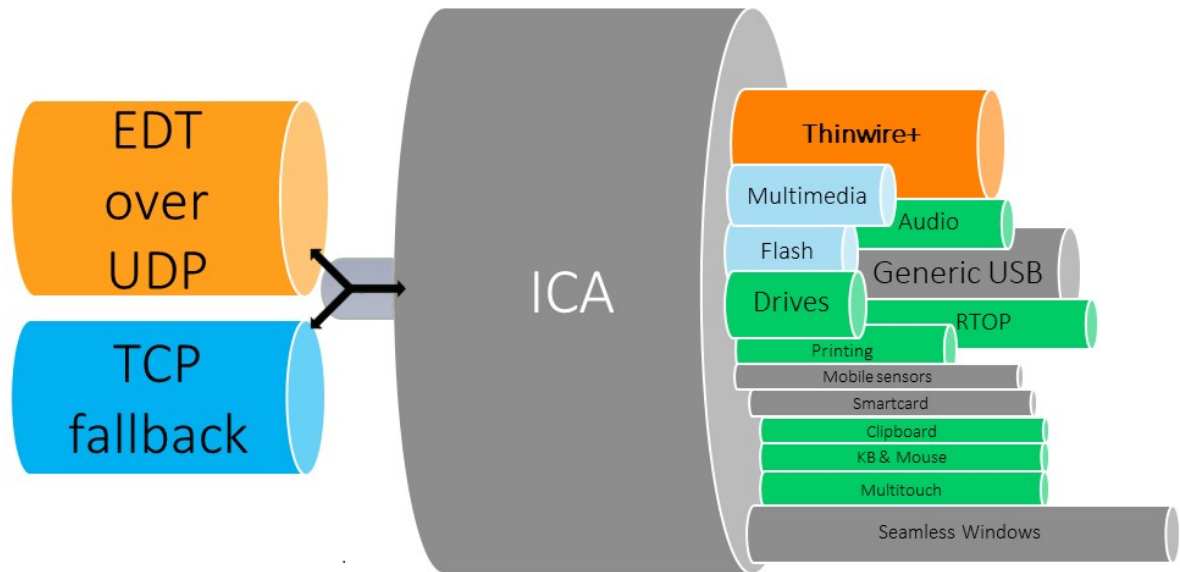 EDT
over
UDP
TCP
fallback
ICA
Thinwire+
Multimedia
Audio
Flash
Generic USB
Drives
RTOP
Printing
Mobile sensors
Smartcard
Clipboard
KB & Mouse
Multitouch
Seamless Windows